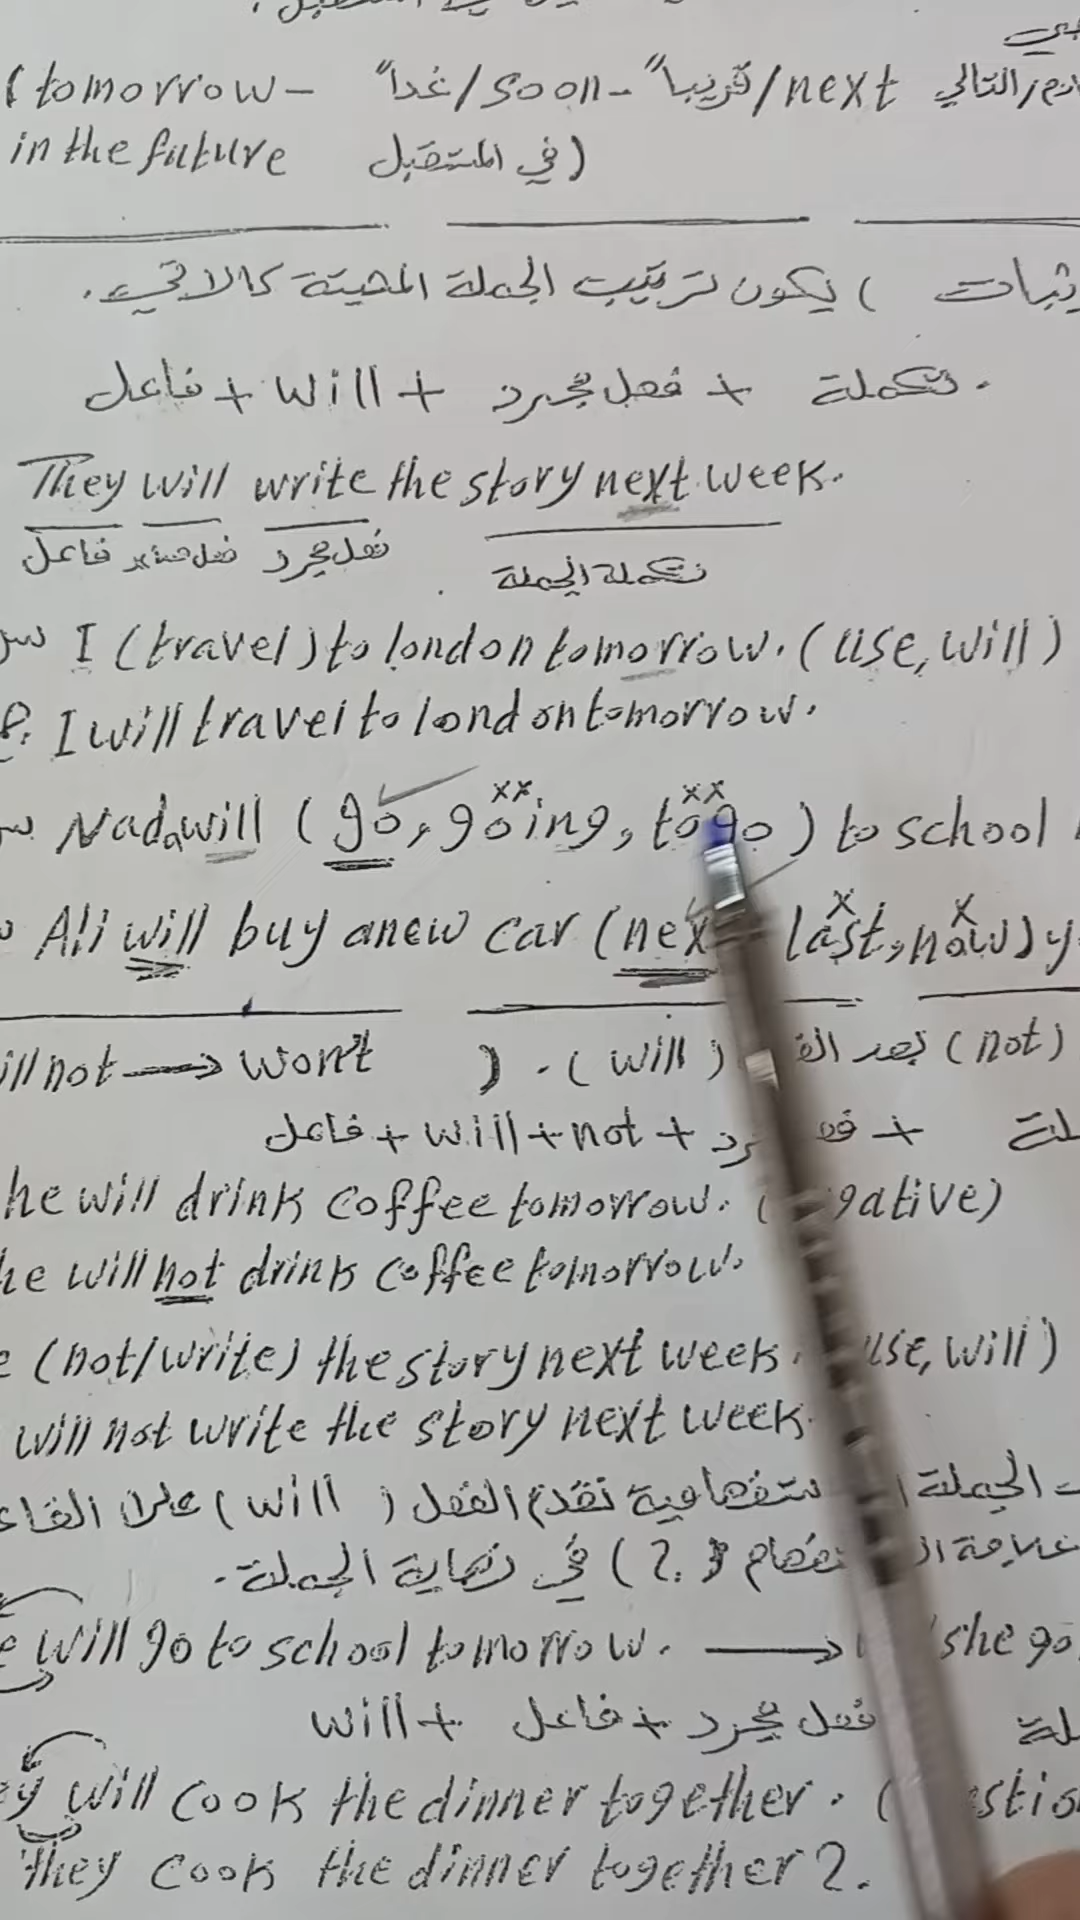 (tomorrow- غداً/soon- قريباً/next التالي
in the future في المستقبل)
يكون ترتيب الجملة المثبتة كالاتي.
فاعل + will + فعل مجرد + تكملة.
They will write the story next week.
فاعل فعل مساعد فعل مجرد تكملة الجملة
I (travel) to london tomorrow. (use, will)
I will travel to london tomorrow.
Nada will (go, going, to go) to school
Ali will buy a new car (next last, now)
not → won't ). (will) بعد (not)
فاعل + will + not +
he will drink coffee tomorrow.
he will not drink coffee tomorrow.
(not/write) the story next week. use, will)
will not write the story next week.
الجملة نقدم الفعل (will) على
(?) في نهاية الجملة.
will go to school tomorrow. → she go
will + فاعل + فعل مجرد
will cook the dinner together. (
they cook the dinner together?.